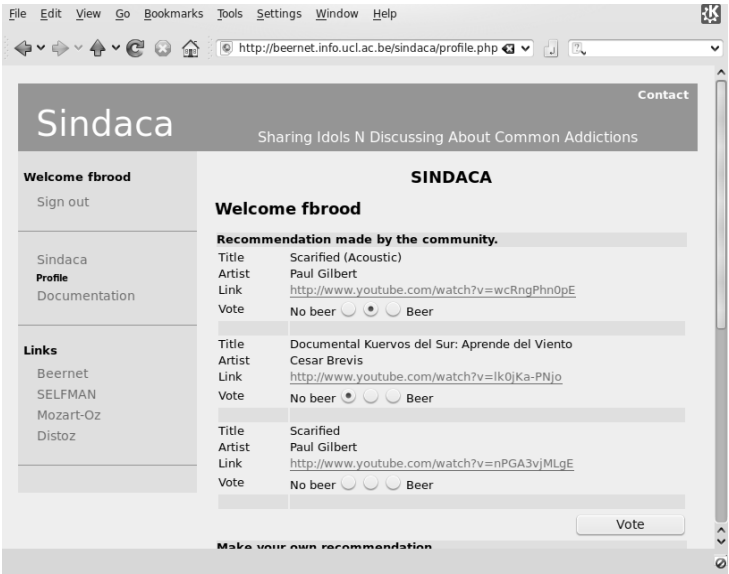 File Edit View Go Bookmarks Tools Settings Window Help
http://beernet.info.ucl.ac.be/sindaca/profile.php
Contact
Sindaca
Sharing Idols N Discussing About Common Addictions
Welcome fbrood
Sign out
Sindaca
Profile
Documentation
Links
Beernet
SELFMAN
Mozart-Oz
Distoz
SINDACA
Welcome fbrood
Recommendation made by the community.
Title Scarified (Acoustic)
Artist Paul Gilbert
Link http://www.youtube.com/watch?v=wcRngPhn0pE
Vote No beer Beer
Title Documental Kuervos del Sur: Aprende del Viento
Artist Cesar Brevis
Link http://www.youtube.com/watch?v=lk0jKa-PNjo
Vote No beer Beer
Title Scarified
Artist Paul Gilbert
Link http://www.youtube.com/watch?v=nPGA3vjMLgE
Vote No beer Beer
Vote
Make your own recommendation